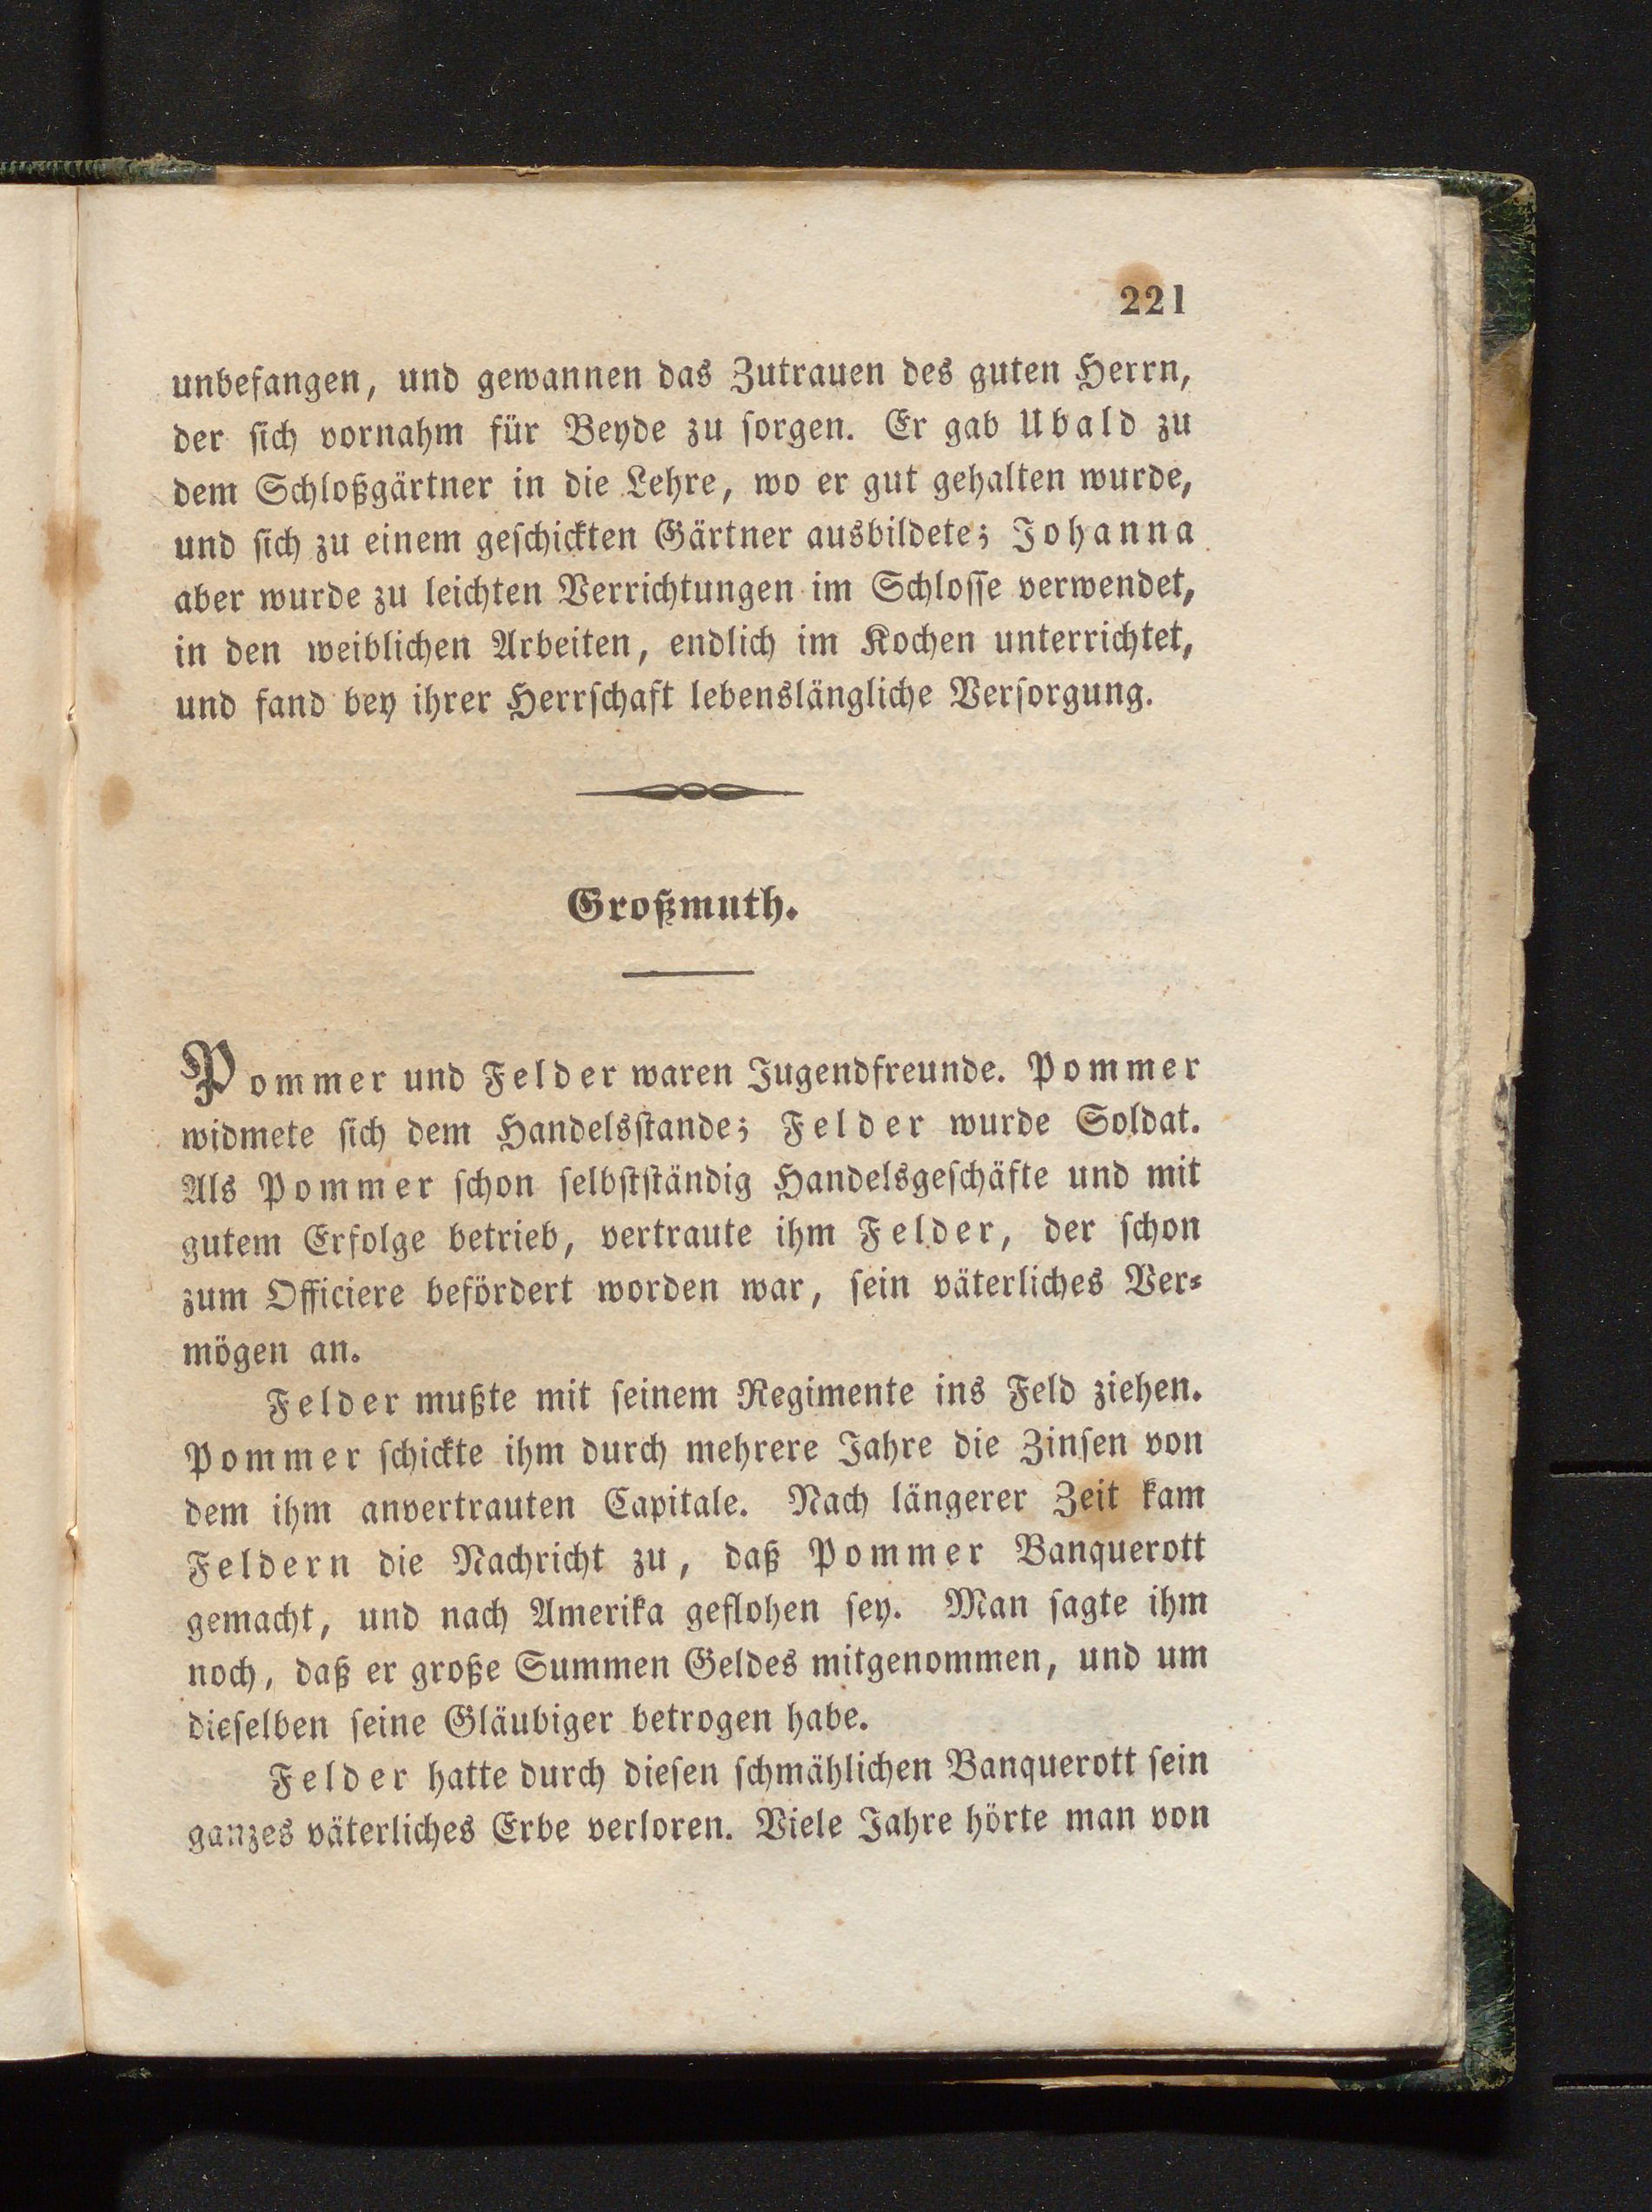 221
unbefangen, und gewannen das Zutrauen des guten Herrn,
der ſich vornahm für Beyde zu ſorgen. Er gab Ubald zu
dem Schloßgärtner in die Lehre, wo er gut gehalten wurde,
und ſich zu einem geſchickten Gärtner ausbildete; Johanna
aber wurde zu leichten Verrichtungen im Schloſſe verwendet,
in den weiblichen Arbeiten, endlich im Kochen unterrichtet,
und fand bey ihrer Herrſchaft lebenslängliche Verſorgung.
Großmuth.
Pommer und Felder waren Jugendfreunde. Pommer
widmete ſich dem Handelsſtande; Felder wurde Soldat.
Als Pommer ſchon ſelbſtſtändig Handelsgeſchäfte und mit
gutem Erfolge betrieb, vertraute ihm Felder, der ſchon
zum Officiere befördert worden war, ſein väterliches Ver⸗
mögen an.
Felder mußte mit ſeinem Regimente ins Feld ziehen.
Pommer ſchickte ihm durch mehrere Jahre die Zinſen von
dem ihm anvertrauten Capitale. Nach längerer Zeit kam
Feldern die Nachricht zu, daß Pommer Banquerott
gemacht, und nach Amerika geflohen ſey. Man ſagte ihm
noch, daß er große Summen Geldes mitgenommen, und um
dieſelben ſeine Gläubiger betrogen habe.
Felder hatte durch dieſen ſchmählichen Banquerott ſein
ganzes väterliches Erbe verloren. Viele Jahre hörte man von